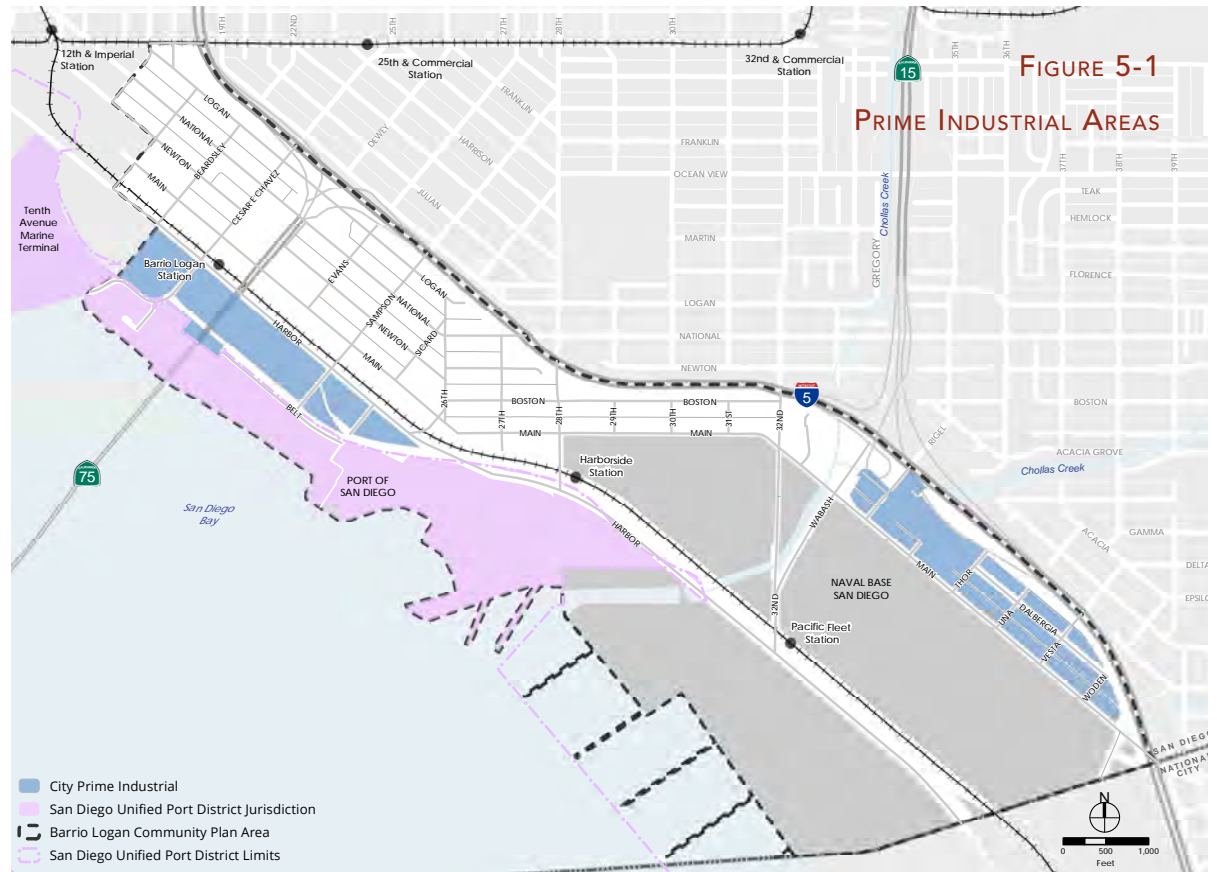 FIGURE 5-1
PRIME INDUSTRIAL AREAS
19TH
22ND
25TH
27TH
28TH
30TH
35TH
36TH
12th & Imperial
Station
25th & Commercial
Station
32nd & Commercial
Station
CALIFORNIA
15
LOGAN
NATIONAL
NEWTON
BEARDSLEY
MAIN
CESAR E CHAVEZ
DEWEY
FRANKLIN
HARRISON
JULIAN
FRANKLIN
OCEAN VIEW
MARTIN
LOGAN
NATIONAL
NEWTON
GREGORY
Chollas Creek
37TH
38TH
39TH
TEAK
HEMLOCK
FLORENCE
BOSTON
ACACIA GROVE
Chollas Creek
RIGEL
ACACIA
GAMMA
DELTA
EPSILO
Tenth
Avenue
Marine
Terminal
Barrio Logan
Station
EVANS
LOGAN
SAMPSON
NATIONAL
NEWTON
SICARD
MAIN
HARBOR
BELT
26TH
27TH
28TH
29TH
30TH
31ST
32ND
BOSTON
BOSTON
MAIN
MAIN
5
CALIFORNIA
75
San Diego
Bay
PORT OF
SAN DIEGO
Harborside
Station
HARBOR
WABASH
32ND
NAVAL BASE
SAN DIEGO
Pacific Fleet
Station
MAIN
THOR
UNA
DALBERGIA
VESTA
WODEN
SAN DIEGO
NATIONAL
CITY
City Prime Industrial
San Diego Unified Port District Jurisdiction
Barrio Logan Community Plan Area
San Diego Unified Port District Limits
N
0 500 1,000
Feet